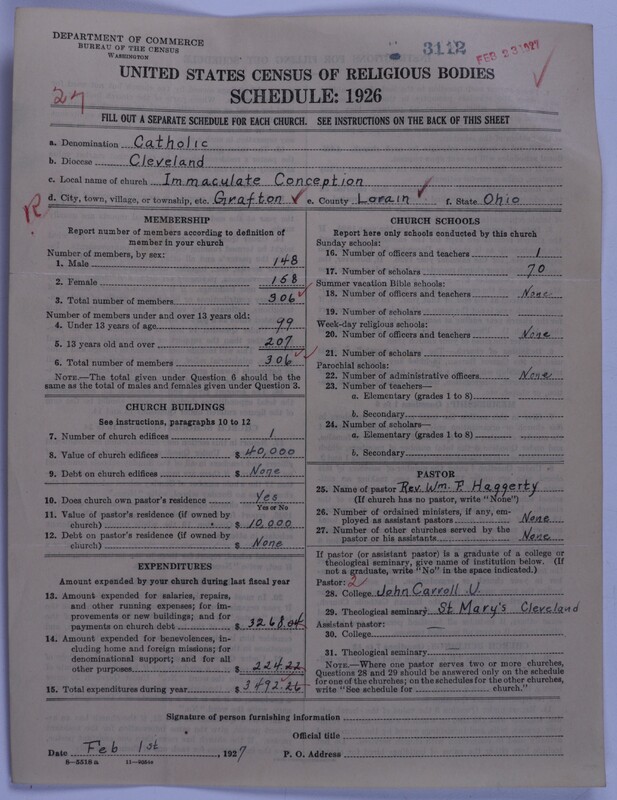 DEPARTMENT OF COMMERCE
BUREAU OF THE CENSUS
WASHINGTON
3112
FEB 23 1927
UNITED STATES CENSUS OF RELIGIOUS BODIES
SCHEDULE: 1926
27
FILL OUT A SEPARATE SCHEDULE FOR EACH CHURCH. SEE INSTRUCTIONS ON THE BACK OF THIS SHEET
a. Denomination Catholic
b. Diocese Cleveland
c. Local name of church Immaculate Conception
d. City, town, village, or township, etc. Grafton e. County Lorain f. State Ohio
R
MEMBERSHIP
Report number of members according to definition of
member in your church
Number of members, by sex:
1. Male 148
2. Female 158
3. Total number of members 306
Number of members under and over 13 years old:
4. Under 13 years of age 99
5. 13 years old and over 207
6. Total number of members 306
NOTE.—The total given under Question 6 should be the
same as the total of males and females given under Question 3.
CHURCH BUILDINGS
See instructions, paragraphs 10 to 12
7. Number of church edifices 1
8. Value of church edifices $ 40,000
9. Debt on church edifices $ None
10. Does church own pastor's residence Yes
Yes or No
11. Value of pastor's residence (if owned by
church) $ 10,000
12. Debt on pastor's residence (if owned by
church) $ None
EXPENDITURES
Amount expended by your church during last fiscal year
13. Amount expended for salaries, repairs,
and other running expenses; for im-
provements or new buildings; and for
payments on church debt $ 3268.04
14. Amount expended for benevolences, in-
cluding home and foreign missions; for
denominational support; and for all
other purposes $ 224.22
15. Total expenditures during year $ 3492.26
CHURCH SCHOOLS
Report here only schools conducted by this church
Sunday schools:
16. Number of officers and teachers 1
17. Number of scholars 70
Summer vacation Bible schools:
18. Number of officers and teachers None
19. Number of scholars
Week-day religious schools:
20. Number of officers and teachers None
21. Number of scholars
Parochial schools:
22. Number of administrative officers None
23. Number of teachers—
a. Elementary (grades 1 to 8)
b. Secondary
24. Number of scholars—
a. Elementary (grades 1 to 8)
b. Secondary
PASTOR
25. Name of pastor Rev. Wm. F. Haggerty
(If church has no pastor, write "None")
26. Number of ordained ministers, if any, em-
ployed as assistant pastors None
27. Number of other churches served by the
pastor or his assistants None
If pastor (or assistant pastor) is a graduate of a college or
theological seminary, give name of institution below. (If
not a graduate, write "No" in the space indicated.)
Pastor: 2
28. College John Carroll U.
29. Theological seminary St Mary's Cleveland
Assistant pastor:
30. College —
31. Theological seminary —
NOTE.—Where one pastor serves two or more churches,
Questions 28 and 29 should be answered only on the schedule
for one of the churches; on the schedules for the other churches,
write "See schedule for church."
Signature of person furnishing information
Official title
Date Feb 1st, 1927 P. O. Address